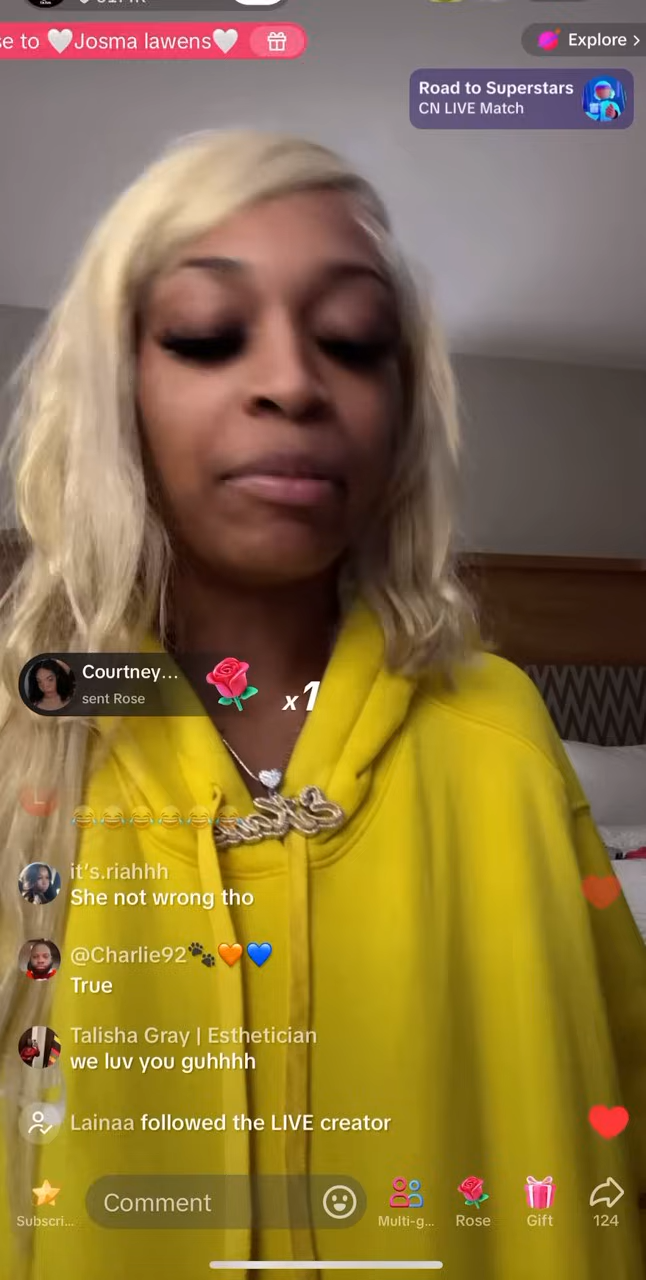 se to 🤍Josma lawens🤍
Explore >
Road to Superstars
CN LIVE Match
Courtney...
sent Rose
x1
😂😂😂😂😂😂
it's.riahhh
She not wrong tho
@Charlie92🐾🧡💙
True
Talisha Gray | Esthetician
we luv you guhhhh
Lainaa followed the LIVE creator
Subscri...
Comment
Multi-g...
Rose
Gift
124